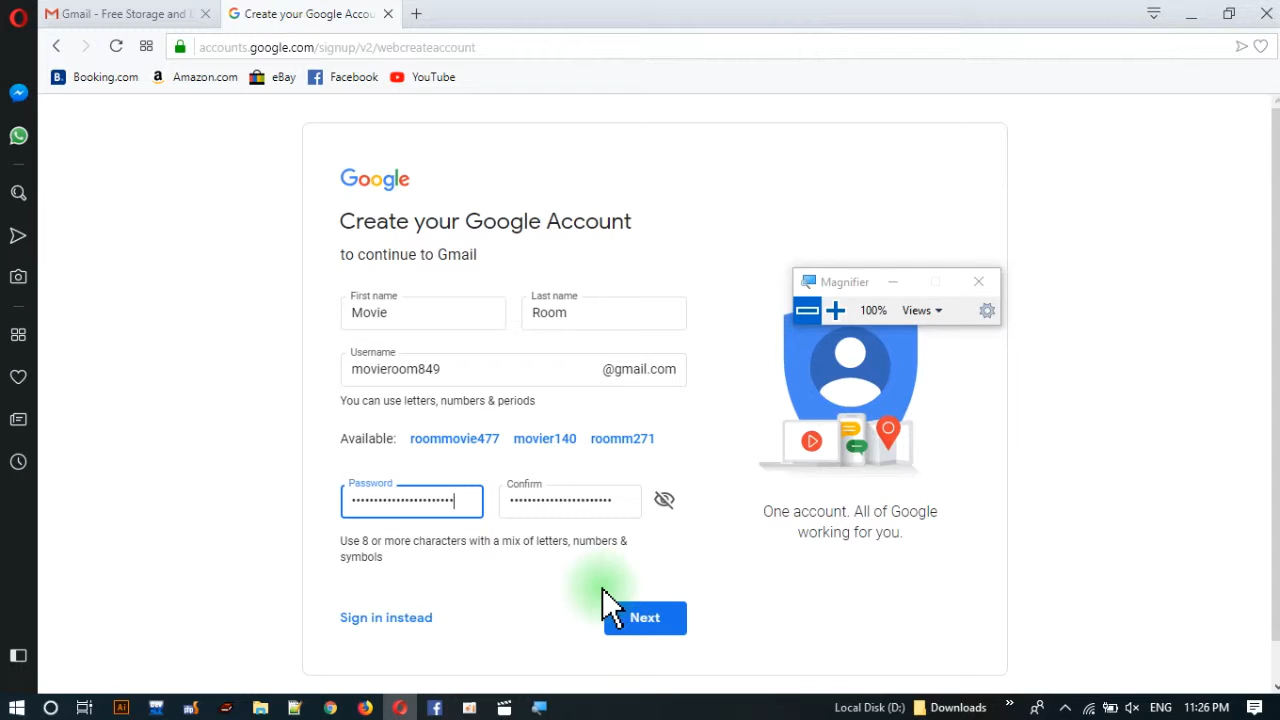 Gmail - Free Storage and
Create your Google Accou
accounts.google.com/signup/v2/webcreateaccount
Booking.com
Amazon.com
eBay
Facebook
YouTube
Google
Create your Google Account
to continue to Gmail
First name
Movie
Last name
Room
Username
movieroom849
@gmail.com
You can use letters, numbers & periods
Available: roommovie477 movier140 roomm271
Password
Confirm
Use 8 or more characters with a mix of letters, numbers &
symbols
Sign in instead
Next
Magnifier
100%
Views
One account. All of Google
working for you.
Local Disk (D:)
Downloads
ENG
11:26 PM